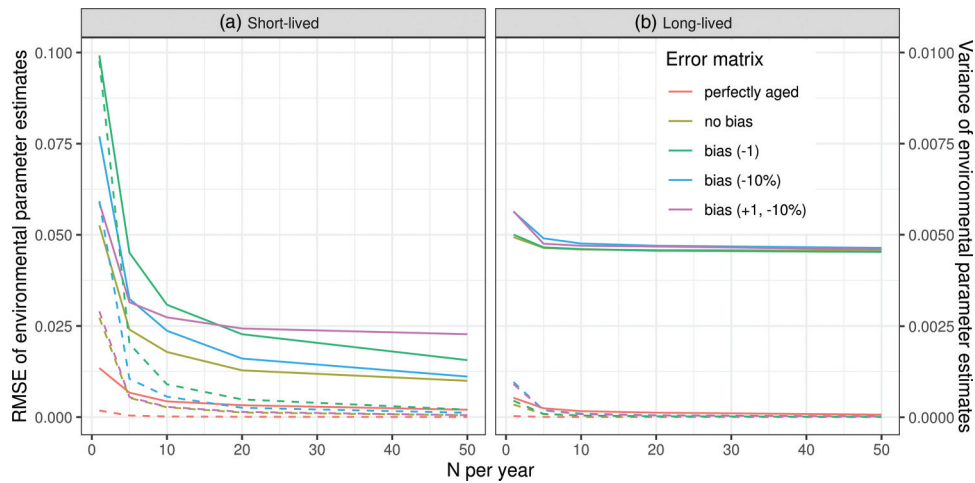 (a) Short-lived
(b) Long-lived
RMSE of environmental parameter estimates
0.100
0.075
0.050
0.025
0.000
Error matrix
perfectly aged
no bias
bias (-1)
bias (-10%)
bias (+1, -10%)
0.0100
0.0075
0.0050
0.0025
0.0000
Variance of environmental parameter estimates
0 10 20 30 40 50
0 10 20 30 40 50
N per year